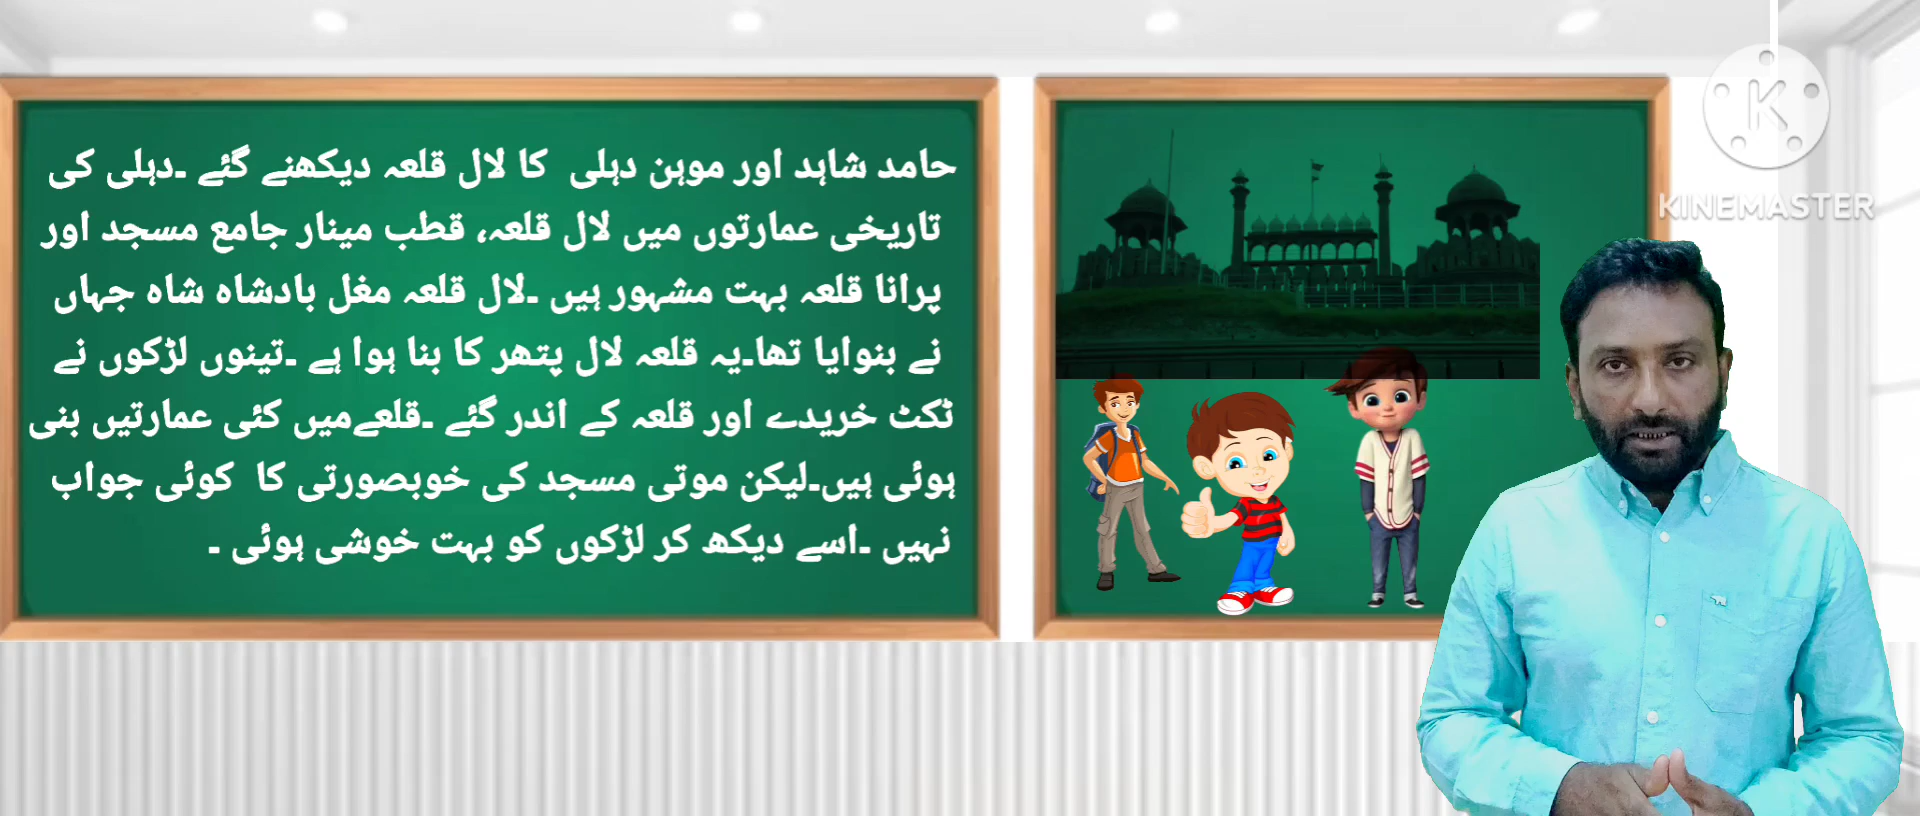 حامد شاہد اور موہن دہلی کا لال قلعہ دیکھنے گئے ۔دہلی کی
تاریخی عمارتوں میں لال قلعہ، قطب مینار جامع مسجد اور
پرانا قلعہ بہت مشہور ہیں ۔لال قلعہ مغل بادشاہ شاہ جہاں
نے بنوایا تھا۔یہ قلعہ لال پتھر کا بنا ہوا ہے ۔تینوں لڑکوں نے
ٹکٹ خریدے اور قلعہ کے اندر گئے ۔قلعےمیں کئی عمارتیں بنی
ہوئی ہیں۔لیکن موتی مسجد کی خوبصورتی کا کوئی جواب
نہیں ۔اسے دیکھ کر لڑکوں کو بہت خوشی ہوئی ۔
K
KINEMASTER